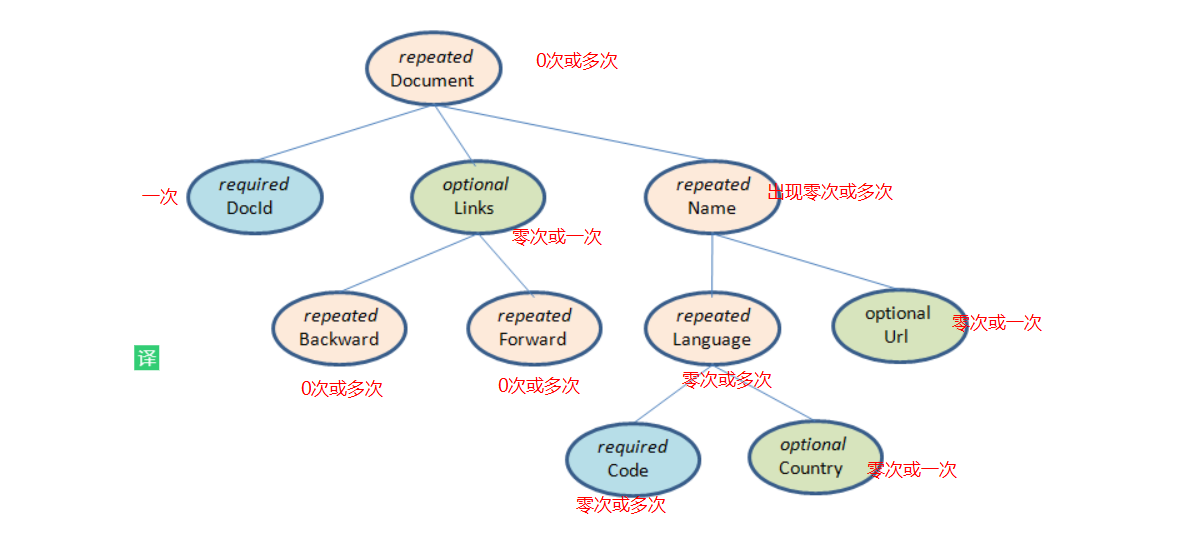 repeated
Document
0次或多次
required
DocId
一次
optional
Links
零次或一次
repeated
Name
出现零次或多次
repeated
Backward
0次或多次
repeated
Forward
0次或多次
repeated
Language
零次或多次
optional
Url
零次或一次
译
required
Code
零次或多次
optional
Country
零次或一次